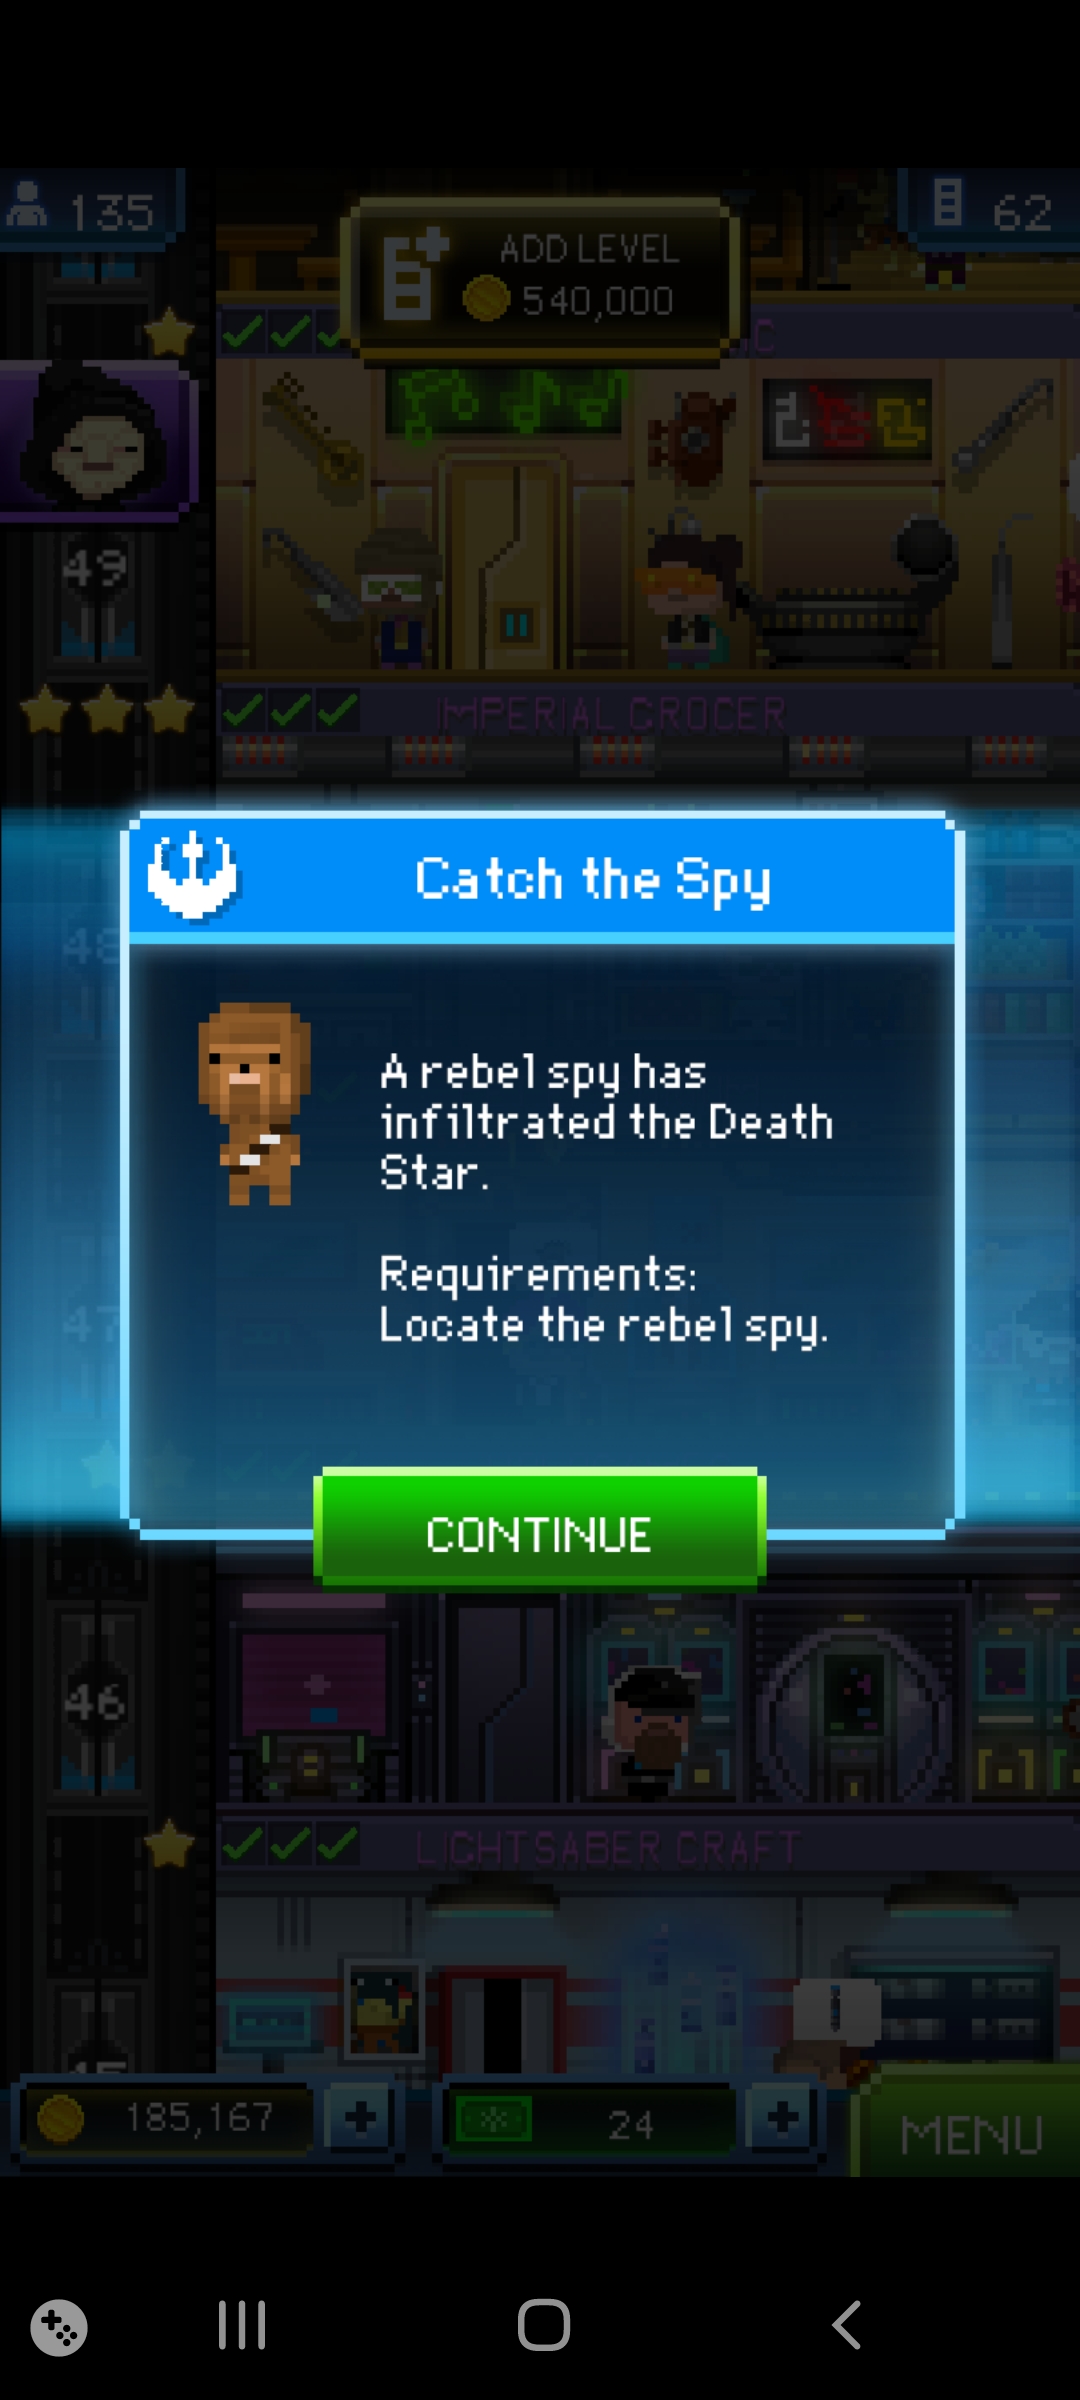 135
62
ADD LEVEL
540,000
IC
49
IMPERIAL GROCER
48
Catch the Spy
A rebel spy has
infiltrated the Death
Star.
Requirements:
Locate the rebel spy.
47
CONTINUE
46
LIGHTSABER CRAFT
185,167
24
MENU